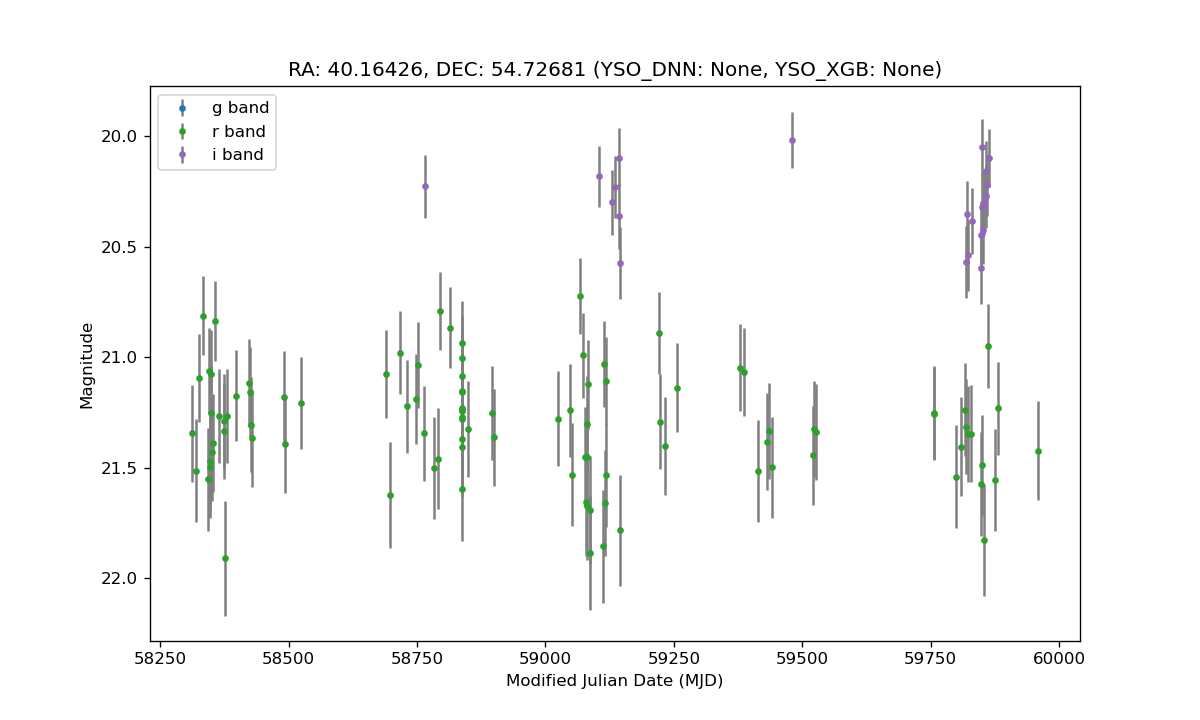 RA: 40.16426, DEC: 54.72681 (YSO_DNN: None, YSO_XGB: None)
g band
r band
i band
20.0
20.5
21.0
21.5
22.0
Magnitude
58250 58500 58750 59000 59250 59500 59750 60000
Modified Julian Date (MJD)